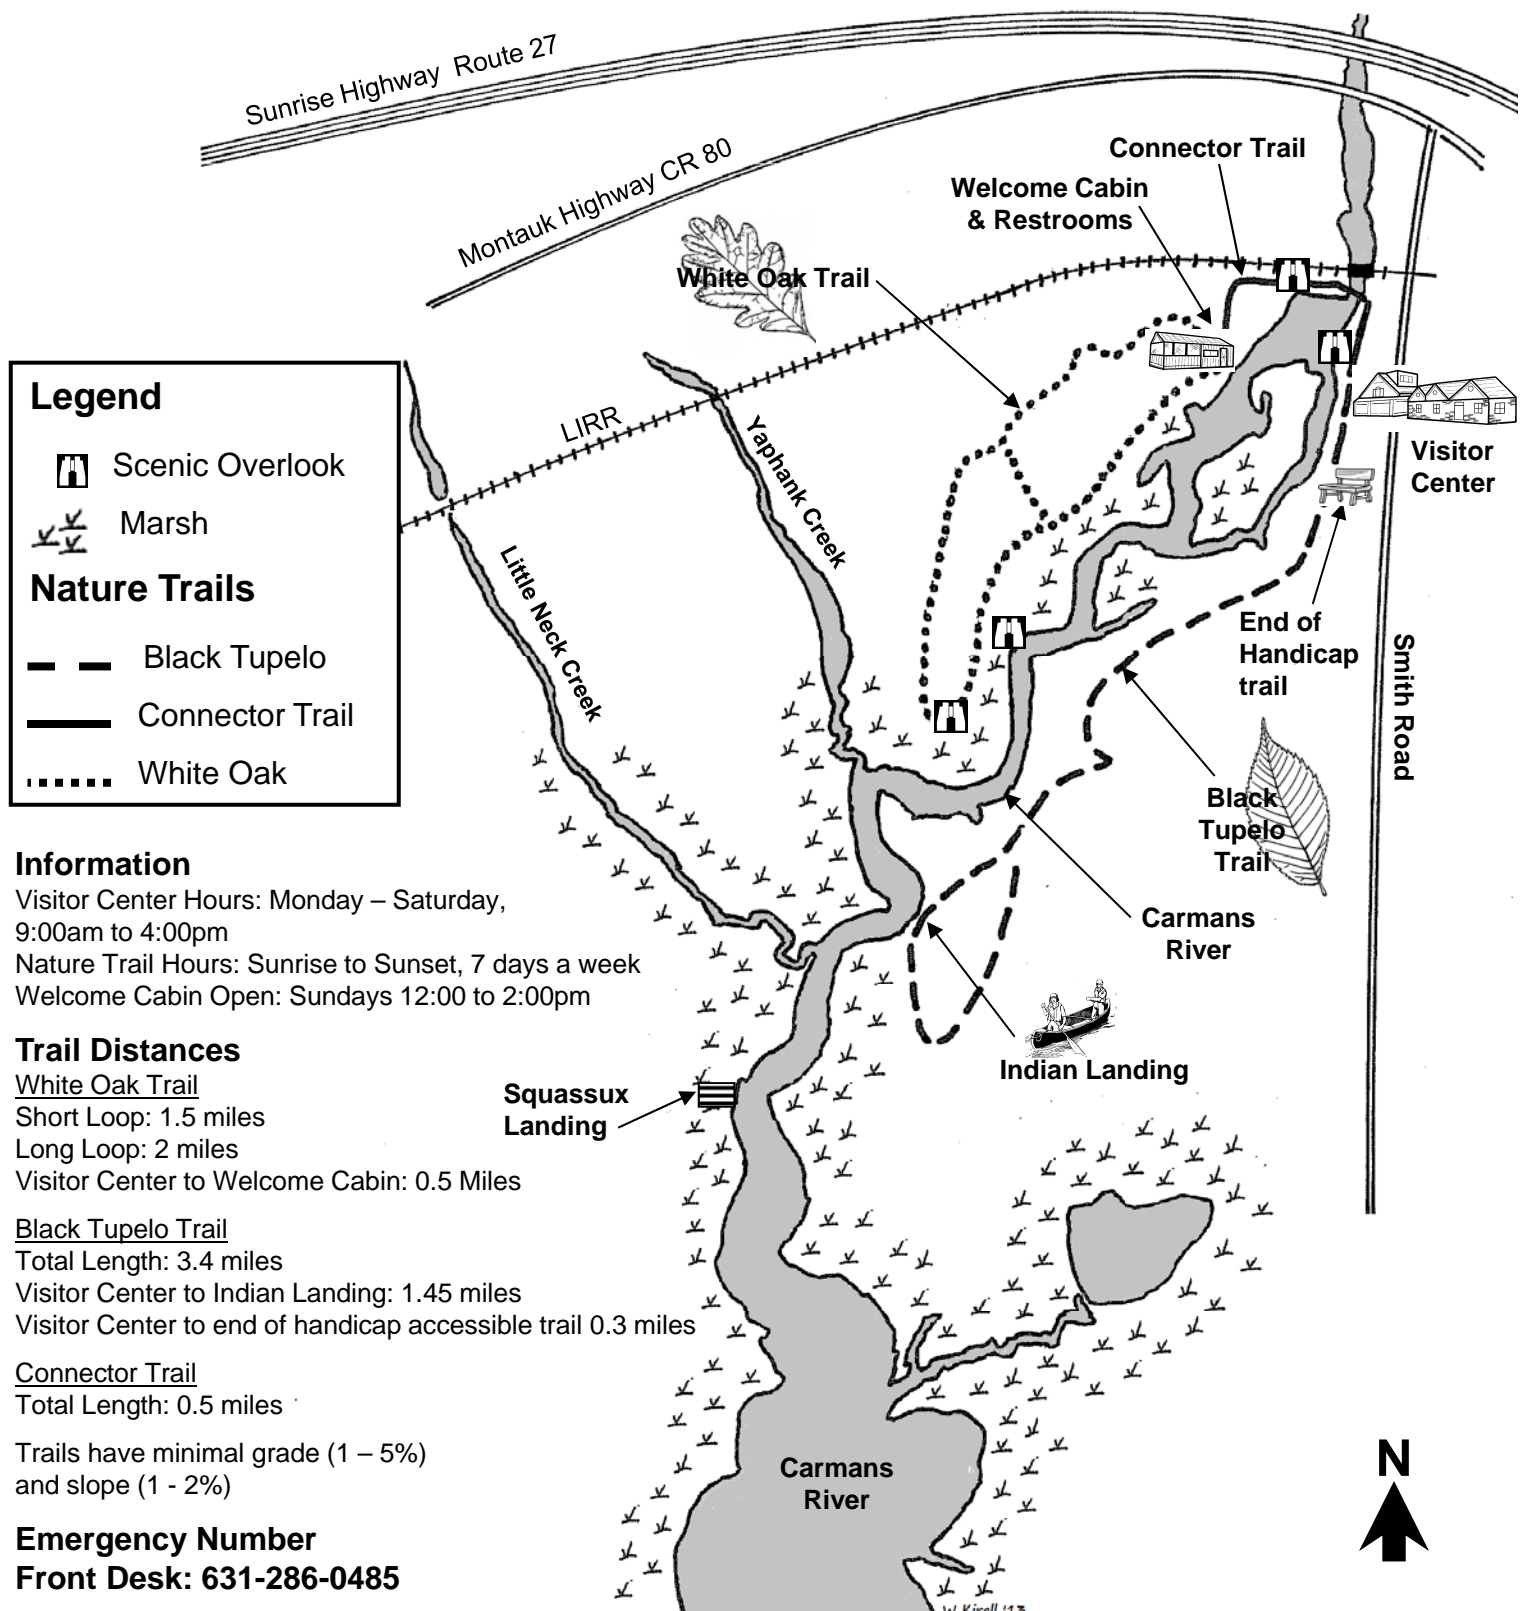 Sunrise Highway Route 27
Montauk Highway CR 80
Connector Trail
Welcome Cabin
& Restrooms
White Oak Trail
LIRR
Yaphank Creek
Little Neck Creek
Visitor
Center
End of
Handicap
trail
Smith Road
Black
Tupelo
Trail
Carmans
River
Indian Landing
Squassux
Landing
Carmans
River
N
Legend
Scenic Overlook
Marsh
Nature Trails
Black Tupelo
Connector Trail
White Oak
Information
Visitor Center Hours: Monday – Saturday,
9:00am to 4:00pm
Nature Trail Hours: Sunrise to Sunset, 7 days a week
Welcome Cabin Open: Sundays 12:00 to 2:00pm
Trail Distances
White Oak Trail
Short Loop: 1.5 miles
Long Loop: 2 miles
Visitor Center to Welcome Cabin: 0.5 Miles
Black Tupelo Trail
Total Length: 3.4 miles
Visitor Center to Indian Landing: 1.45 miles
Visitor Center to end of handicap accessible trail 0.3 miles
Connector Trail
Total Length: 0.5 miles
Trails have minimal grade (1 – 5%)
and slope (1 - 2%)
Emergency Number
Front Desk: 631-286-0485